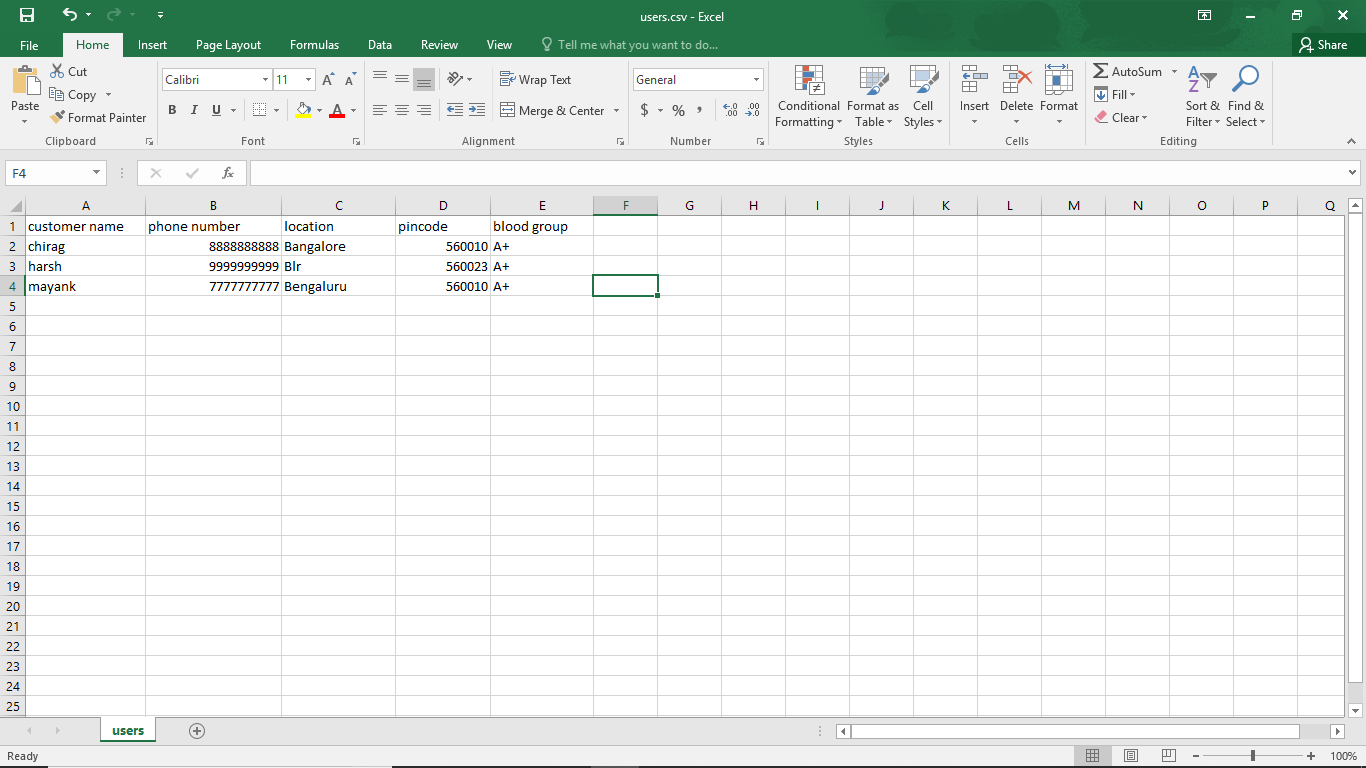 users.csv - Excel
File Home Insert Page Layout Formulas Data Review View Tell me what you want to do... Share
Paste Cut Copy Format Painter
Calibri 11 A A Wrap Text General
B I U A Merge & Center $ % , .00 .0
Conditional Formatting Format as Table Cell Styles
Insert Delete Format
AutoSum Fill Clear Sort & Filter Find & Select
Clipboard Font Alignment Number Styles Cells Editing
F4 fx
A B C D E F G H I J K L M N O P Q
1 customer name phone number location pincode blood group
2 chirag 8888888888 Bangalore 560010 A+
3 harsh 9999999999 Blr 560023 A+
4 mayank 7777777777 Bengaluru 560010 A+
5
6
7
8
9
10
11
12
13
14
15
16
17
18
19
20
21
22
23
24
25
users
Ready 100%